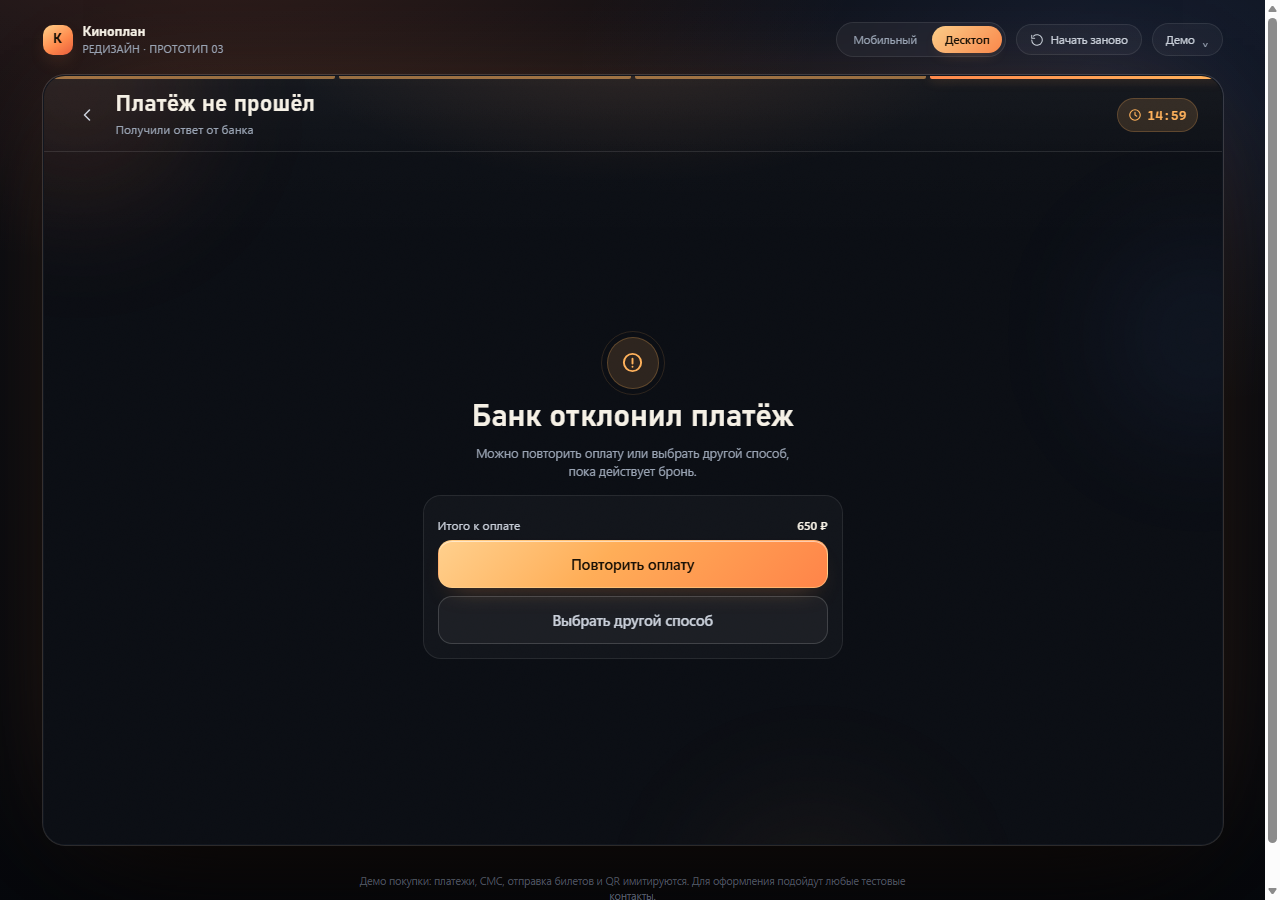 К
Киноплан
РЕДИЗАЙН · ПРОТОТИП 03
Мобильный
Десктоп
Начать заново
Демо
Платёж не прошёл
Получили ответ от банка
14:59
Банк отклонил платёж
Можно повторить оплату или выбрать другой способ,
пока действует бронь.
Итого к оплате 650 ₽
Повторить оплату
Выбрать другой способ
Демо покупки: платежи, СМС, отправка билетов и QR имитируются. Для оформления подойдут любые тестовые
контакты.